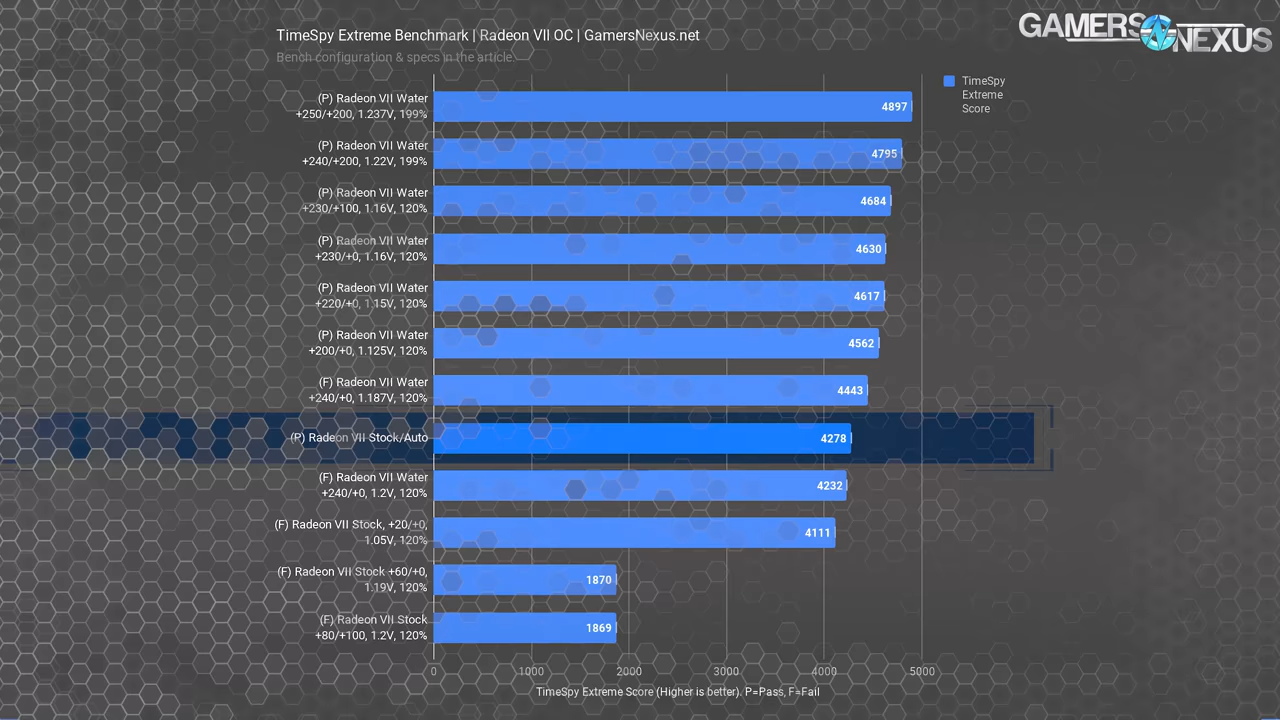 TimeSpy Extreme Benchmark | Radeon VII OC | GamersNexus.net
Bench configuration & specs in the article.
GAMERS NEXUS
TimeSpy
Extreme
Score
(P) Radeon VII Water
+250/+200, 1.237V, 199%
4897
(P) Radeon VII Water
+240/+200, 1.22V, 199%
4795
(P) Radeon VII Water
+230/+100, 1.16V, 120%
4684
(P) Radeon VII Water
+230/+0, 1.16V, 120%
4630
(P) Radeon VII Water
+220/+0, 1.15V, 120%
4617
(P) Radeon VII Water
+200/+0, 1.125V, 120%
4562
(F) Radeon VII Water
+240/+0, 1.187V, 120%
4443
(P) Radeon VII Stock/Auto
4278
(F) Radeon VII Water
+240/+0, 1.2V, 120%
4232
(F) Radeon VII Stock, +20/+0,
1.05V, 120%
4111
(F) Radeon VII Stock +60/+0,
1.19V, 120%
1870
(F) Radeon VII Stock
+80/+100, 1.2V, 120%
1869
0 1000 2000 3000 4000 5000
TimeSpy Extreme Score (Higher is better). P=Pass, F=Fail